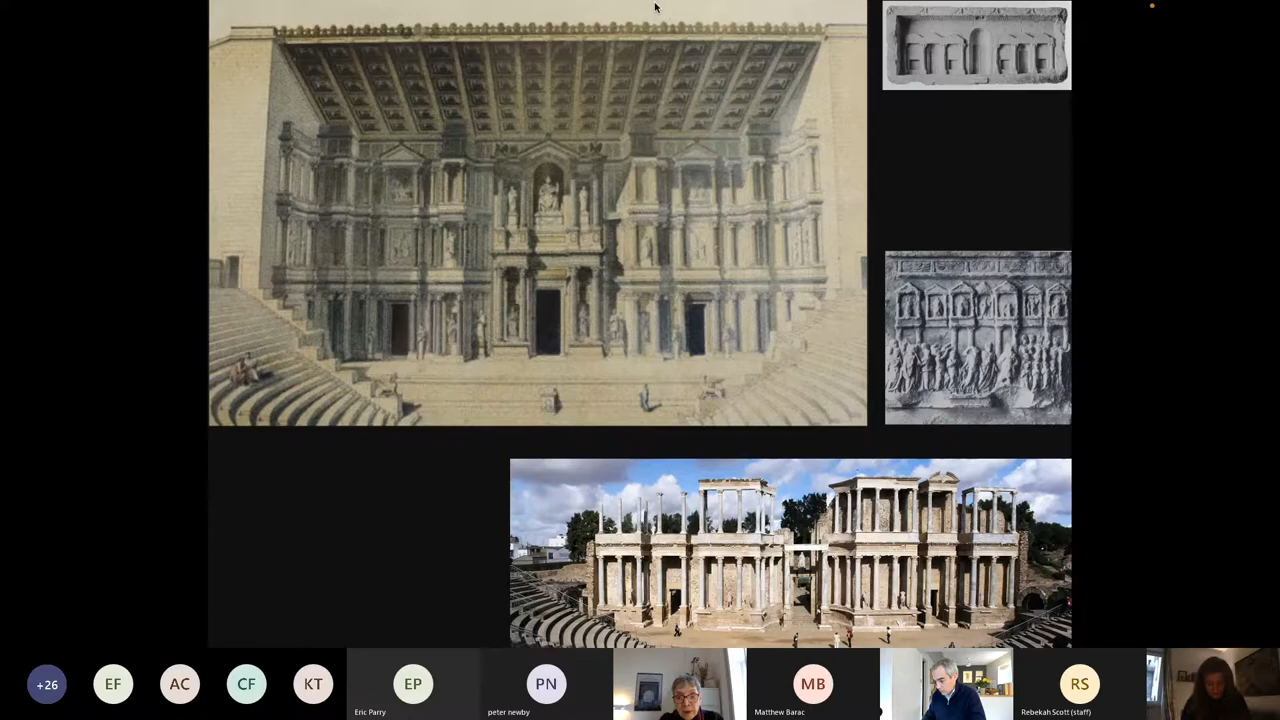 +26
EF
AC
CF
KT
EP
Eric Parry
PN
peter newby
MB
Matthew Barac
RS
Rebekah Scott (staff)